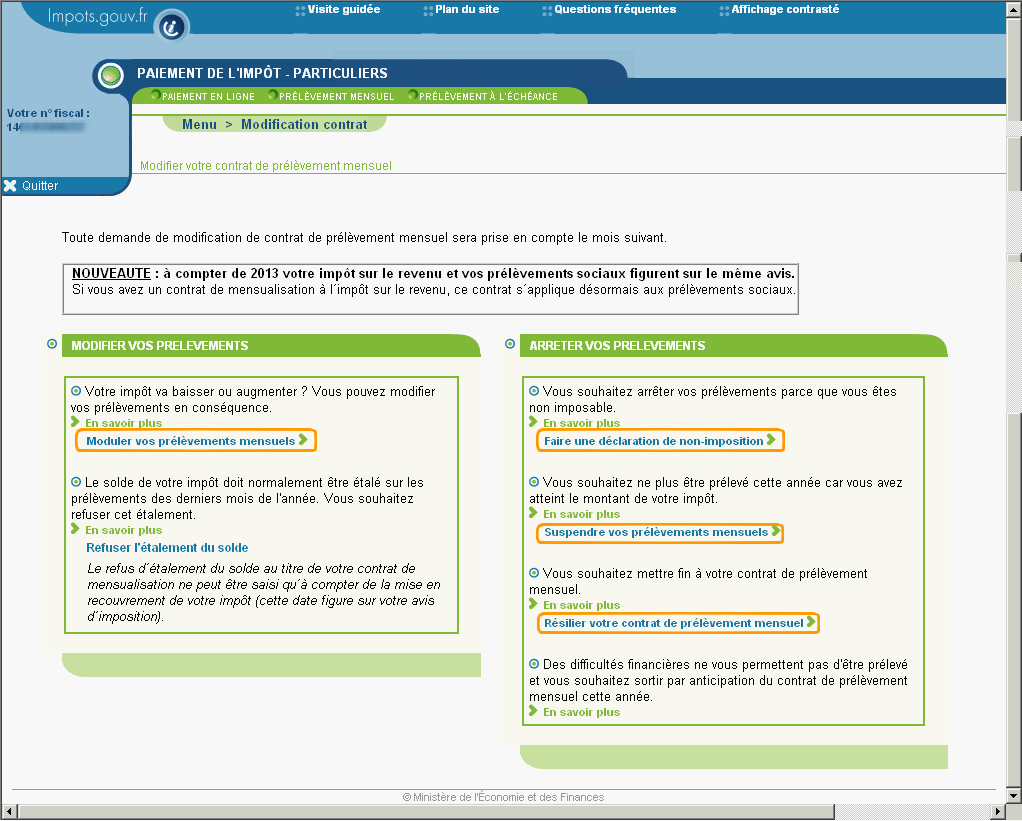 Impots.gouv.fr
Visite guidée
Plan du site
Questions fréquentes
Affichage contrasté
PAIEMENT DE L'IMPÔT - PARTICULIERS
PAIEMENT EN LIGNE
PRÉLÈVEMENT MENSUEL
PRÉLÈVEMENT À L'ÉCHÉANCE
Votre n° fiscal :
Menu > Modification contrat
Modifier votre contrat de prélèvement mensuel
Quitter
Toute demande de modification de contrat de prélèvement mensuel sera prise en compte le mois suivant.
NOUVEAUTE : à compter de 2013 votre impôt sur le revenu et vos prélèvements sociaux figurent sur le même avis.
Si vous avez un contrat de mensualisation à l´impôt sur le revenu, ce contrat s´applique désormais aux prélèvements sociaux.
MODIFIER VOS PRELEVEMENTS
Votre impôt va baisser ou augmenter ? Vous pouvez modifier
vos prélèvements en conséquence.
En savoir plus
Moduler vos prélèvements mensuels
Le solde de votre impôt doit normalement être étalé sur les
prélèvements des derniers mois de l'année. Vous souhaitez
refuser cet étalement.
En savoir plus
Refuser l'étalement du solde
Le refus d´étalement du solde au titre de votre contrat de
mensualisation ne peut être saisi qu´à compter de la mise en
recouvrement de votre impôt (cette date figure sur votre avis
d´imposition).
ARRETER VOS PRELEVEMENTS
Vous souhaitez arrêter vos prélèvements parce que vous êtes
non imposable.
En savoir plus
Faire une déclaration de non-imposition
Vous souhaitez ne plus être prélevé cette année car vous avez
atteint le montant de votre impôt.
En savoir plus
Suspendre vos prélèvements mensuels
Vous souhaitez mettre fin à votre contrat de prélèvement
mensuel.
En savoir plus
Résilier votre contrat de prélèvement mensuel
Des difficultés financières ne vous permettent pas d'être prélevé
et vous souhaitez sortir par anticipation du contrat de prélèvement
mensuel cette année.
En savoir plus
© Ministère de l'Économie et des Finances